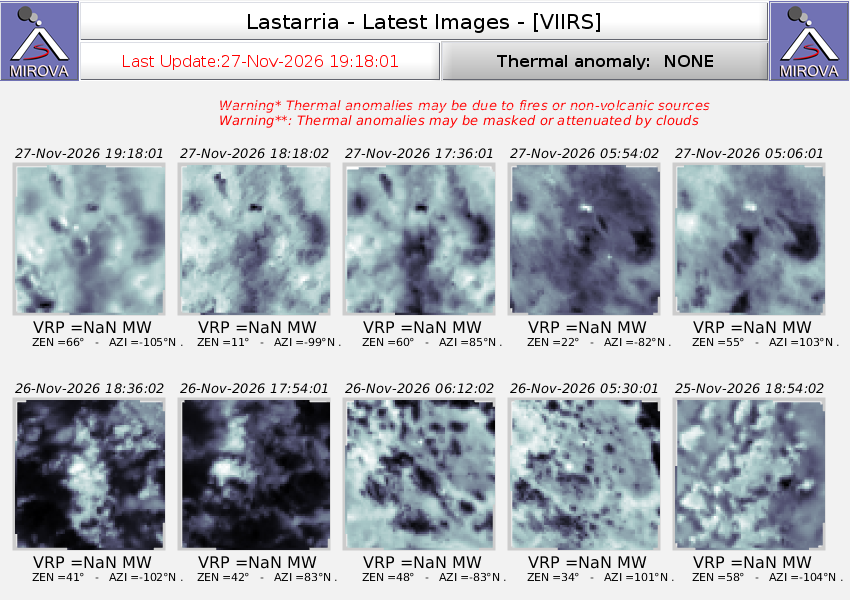 Lastarria - Latest Images - [VIIRS]
MIROVA
Last Update:27-Nov-2026 19:18:01
Thermal anomaly: NONE
MIROVA
Warning* Thermal anomalies may be due to fires or non-volcanic sources
Warning**: Thermal anomalies may be masked or attenuated by clouds
27-Nov-2026 19:18:01
27-Nov-2026 18:18:02
27-Nov-2026 17:36:01
27-Nov-2026 05:54:02
27-Nov-2026 05:06:01
VRP =NaN MW
VRP =NaN MW
VRP =NaN MW
VRP =NaN MW
VRP =NaN MW
ZEN =66° - AZI =-105°N .
ZEN =11° - AZI =-99°N .
ZEN =60° - AZI =85°N .
ZEN =22° - AZI =-82°N .
ZEN =55° - AZI =103°N .
26-Nov-2026 18:36:02
26-Nov-2026 17:54:01
26-Nov-2026 06:12:02
26-Nov-2026 05:30:01
25-Nov-2026 18:54:02
VRP =NaN MW
VRP =NaN MW
VRP =NaN MW
VRP =NaN MW
VRP =NaN MW
ZEN =41° - AZI =-102°N .
ZEN =42° - AZI =83°N .
ZEN =48° - AZI =-83°N .
ZEN =34° - AZI =101°N .
ZEN =58° - AZI =-104°N .